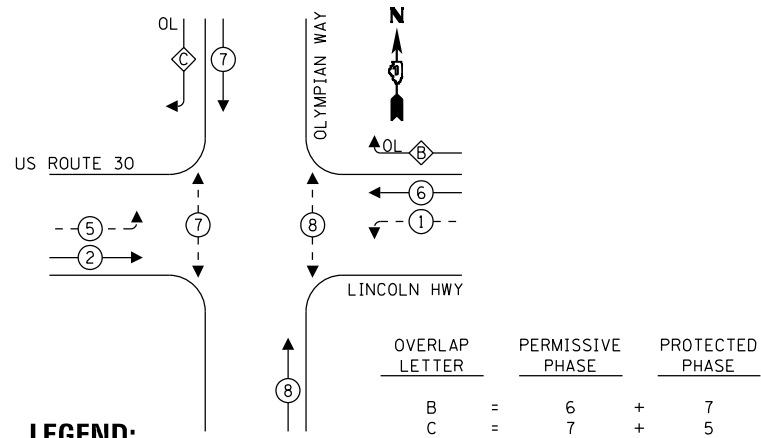 OL
C
7
OLYMPIAN WAY
N
OL
B
US ROUTE 30
6
5
7
8
1
2
LINCOLN HWY
OVERLAP LETTER PERMISSIVE PHASE PROTECTED PHASE
B = 6 + 7
C = 7 + 5
8
LEGEND: